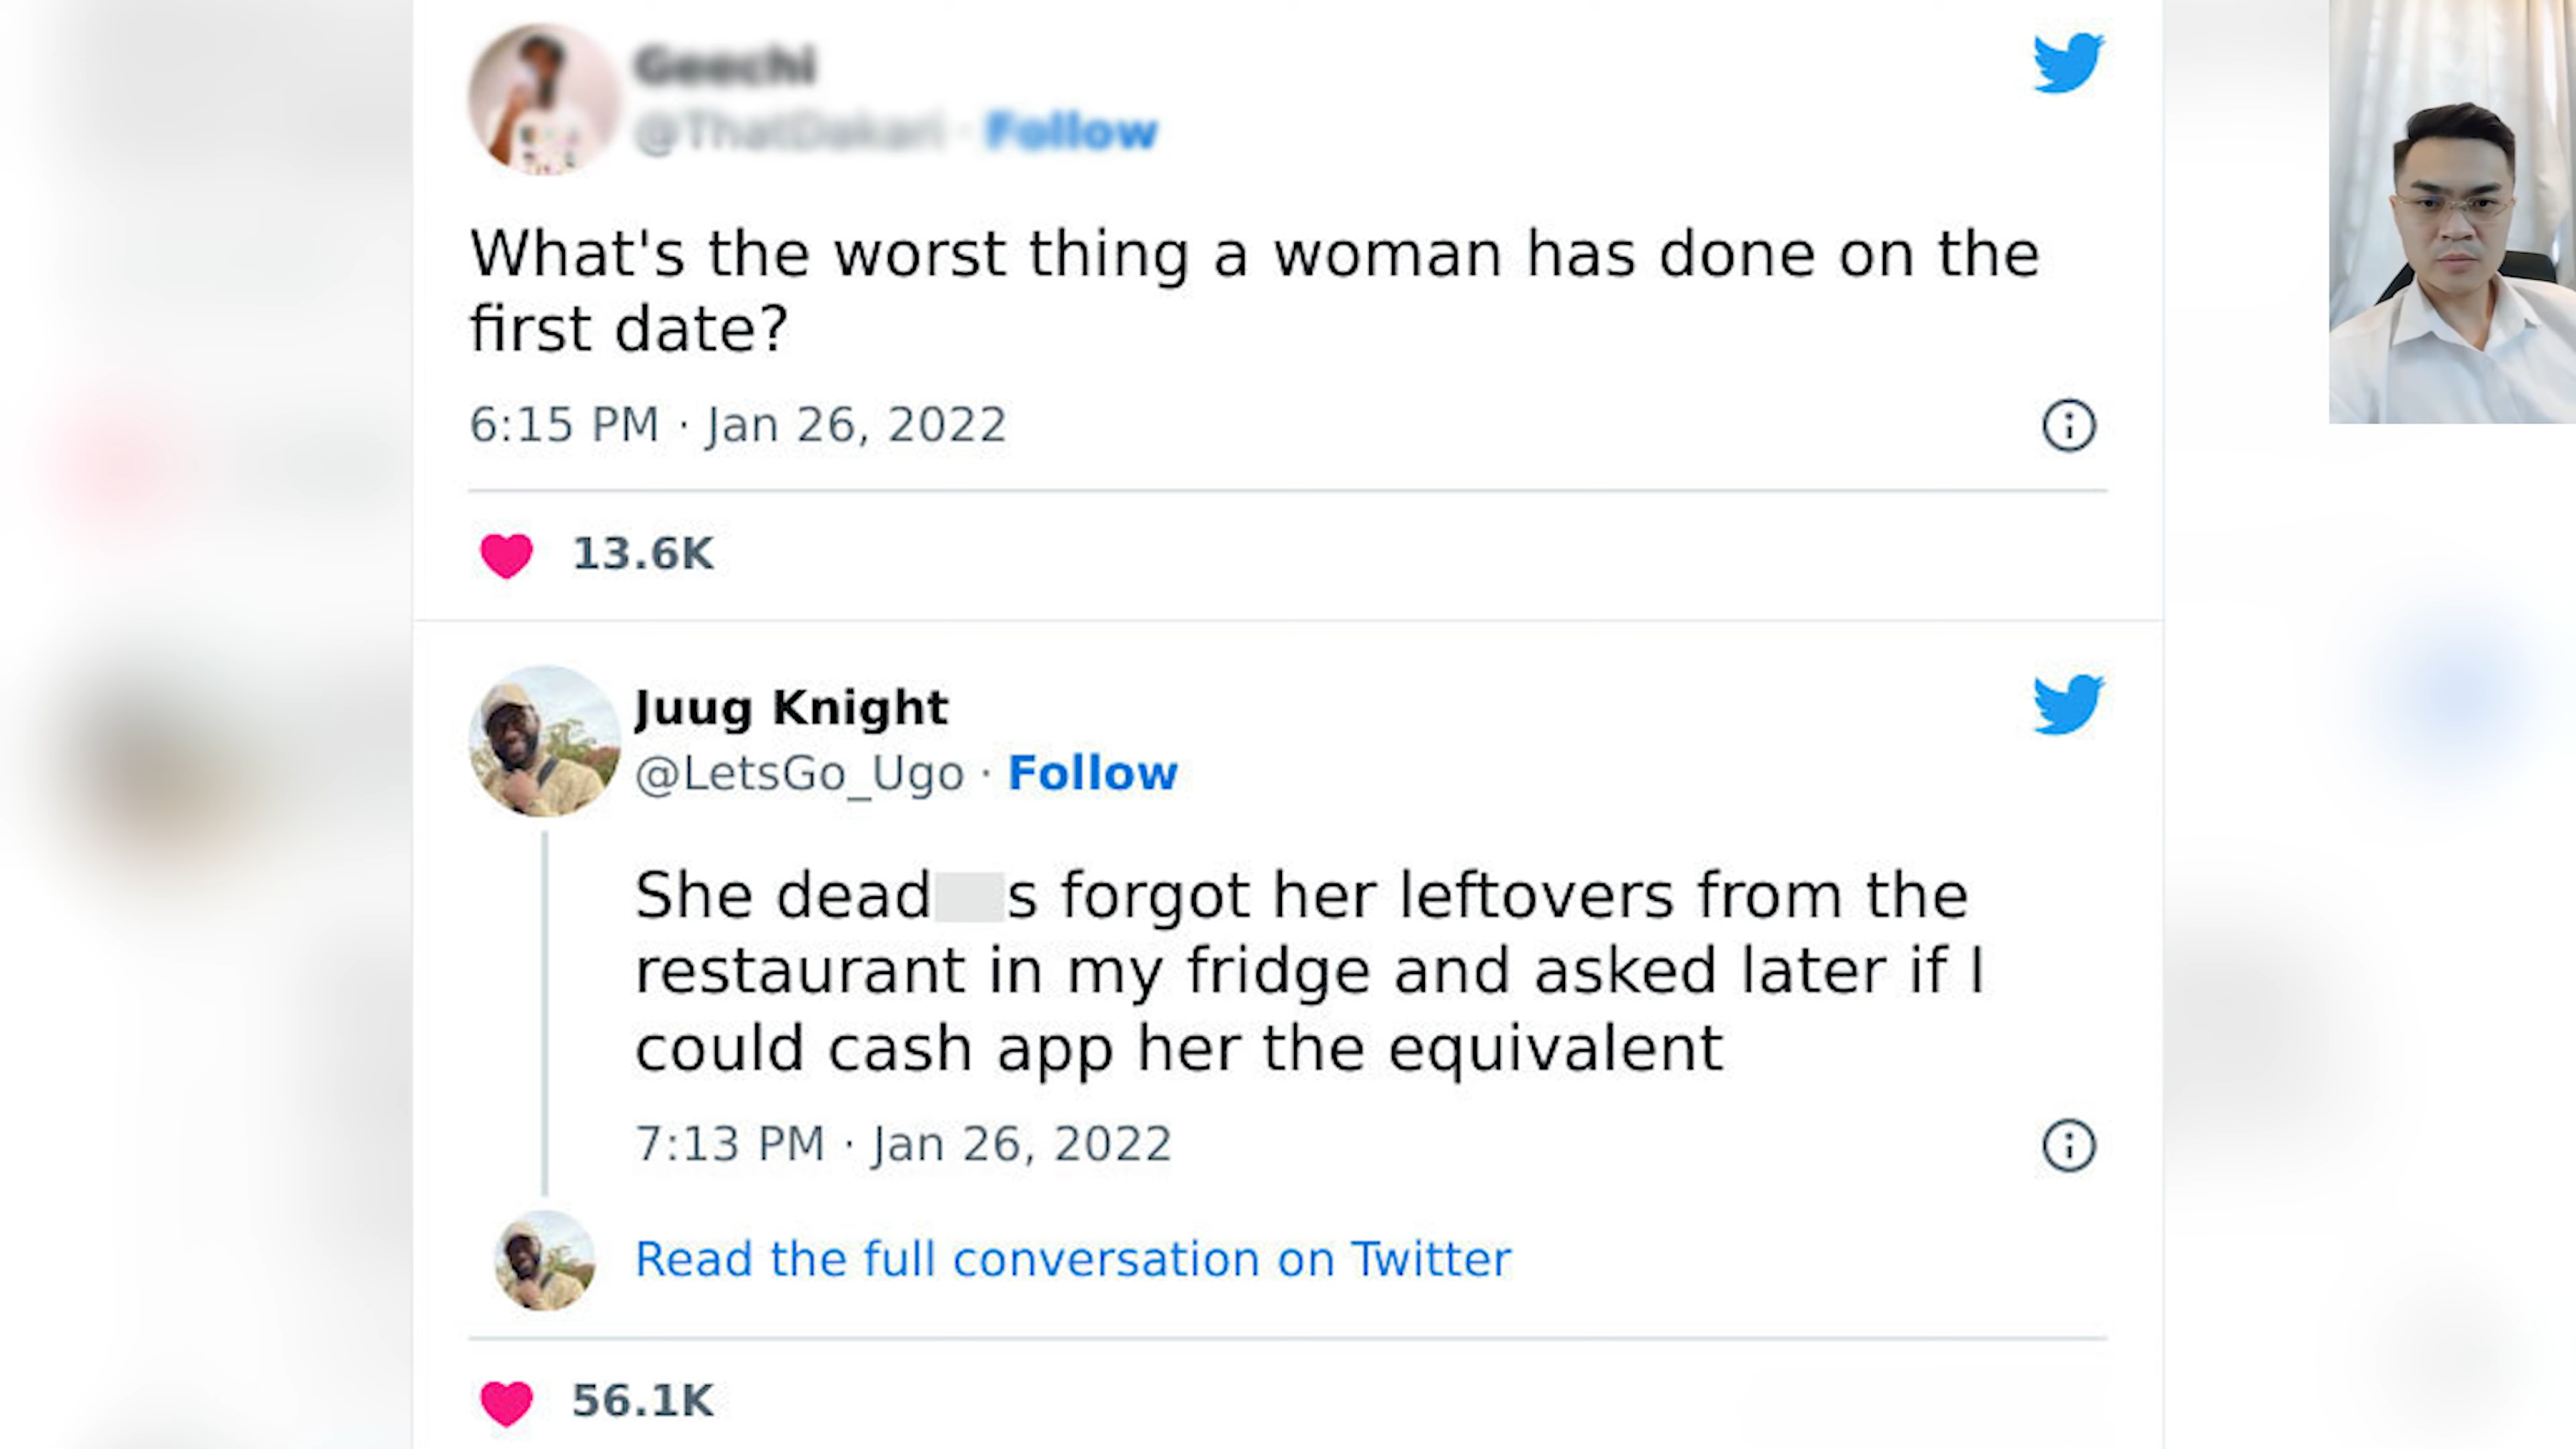 Geechi
@ThatDakari · Follow
What's the worst thing a woman has done on the
first date?
6:15 PM · Jan 26, 2022
13.6K
Juug Knight
@LetsGo_Ugo · Follow
She dead s forgot her leftovers from the
restaurant in my fridge and asked later if I
could cash app her the equivalent
7:13 PM · Jan 26, 2022
Read the full conversation on Twitter
56.1K